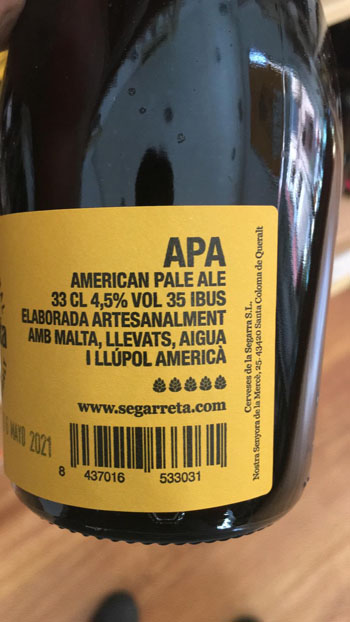 APA
AMERICAN PALE ALE
33 CL 4,5% VOL 35 IBUS
ELABORADA ARTESANALMENT
AMB MALTA, LLEVATS, AIGUA
I LLÚPOL AMERICÀ
www.segarreta.com
MAYO 2021
8 437016 533031
Cerveses de la Segarra S.L.
Nostra Senyora de la Mercè, 25- 43420 Santa Coloma de Queralt